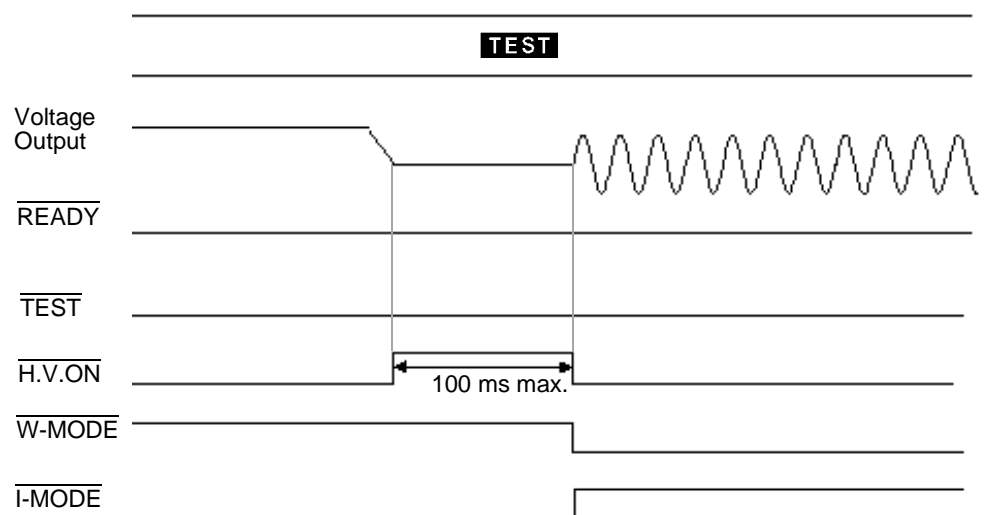 TEST
Voltage
Output
READY
TEST
H.V.ON
100 ms max.
W-MODE
I-MODE